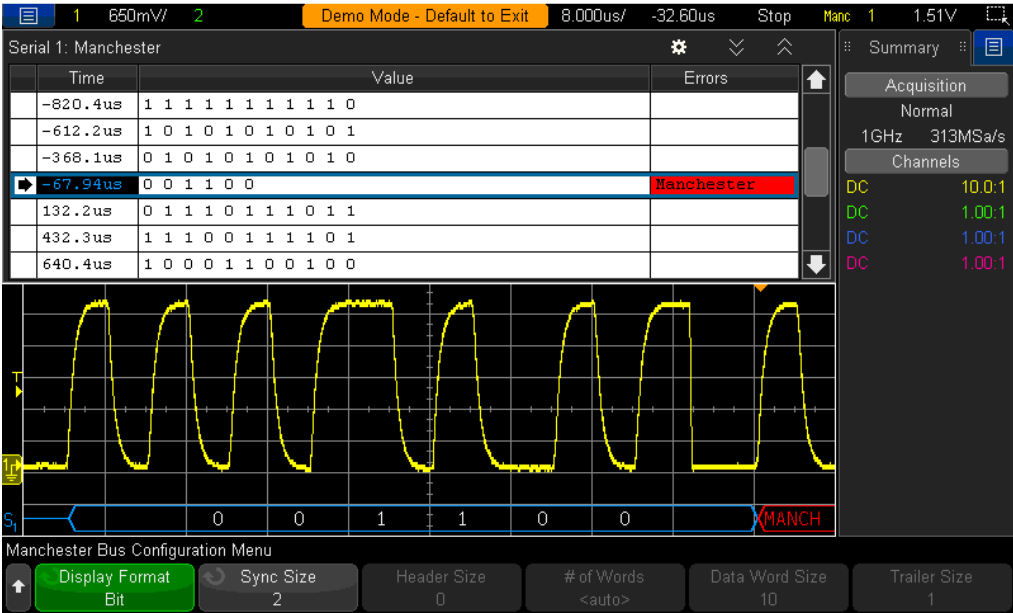 1 650mV/ 2 Demo Mode - Default to Exit 8.000us/ -32.60us Stop Manc 1 1.51V
Serial 1: Manchester
Time Value Errors
-820.4us 1 1 1 1 1 1 1 1 1 1 0
-612.2us 1 0 1 0 1 0 1 0 1 0 1
-368.1us 0 1 0 1 0 1 0 1 0 1 0
-67.94us 0 0 1 1 0 0 Manchester
132.2us 0 1 1 1 0 1 1 1 0 1 1
432.3us 1 1 1 0 0 1 1 1 1 0 1
640.4us 1 0 0 0 1 1 0 0 1 0 0
Summary
Acquisition
Normal
1GHz 313MSa/s
Channels
DC 10.0:1
DC 1.00:1
DC 1.00:1
DC 1.00:1
T
1
S1 0 0 1 1 0 0 MANCH
Manchester Bus Configuration Menu
Display Format
Bit
Sync Size
2
Header Size
0
# of Words
<auto>
Data Word Size
10
Trailer Size
1